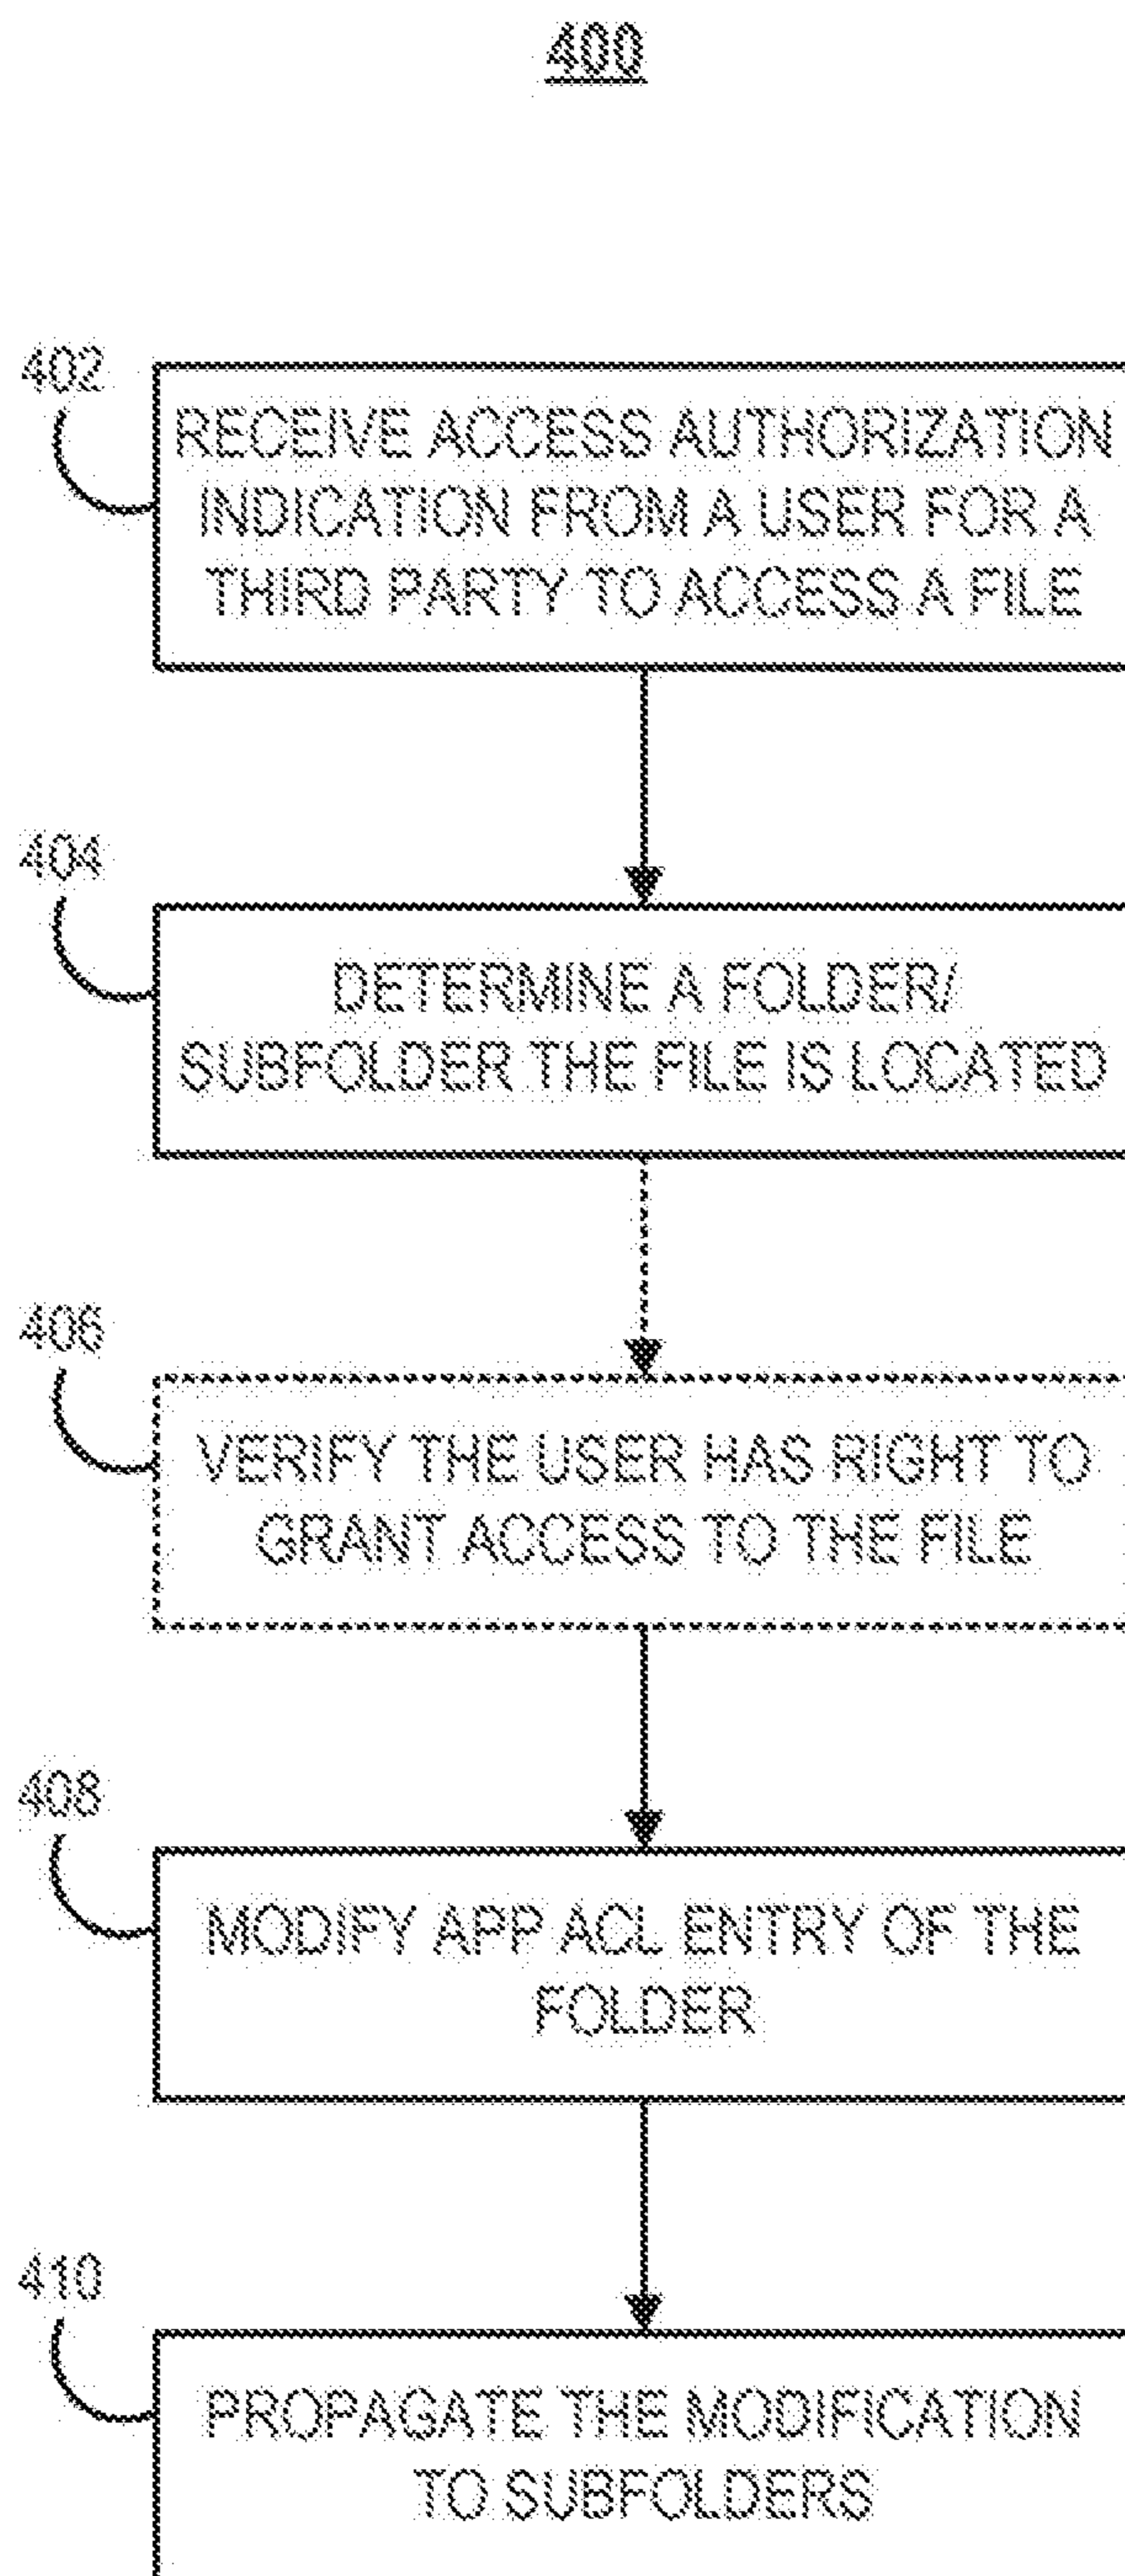 400
402
RECEIVE ACCESS AUTHORIZATION
INDICATION FROM A USER FOR A
THIRD PARTY TO ACCESS A FILE
404
DETERMINE A FOLDER/
SUBFOLDER THE FILE IS LOCATED
406
VERIFY THE USER HAS RIGHT TO
GRANT ACCESS TO THE FILE
408
MODIFY APP ACL ENTRY OF THE
FOLDER
410
PROPAGATE THE MODIFICATION
TO SUBFOLDERS